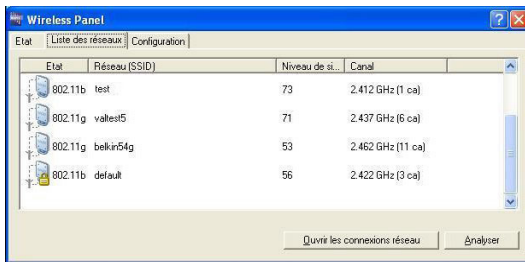 Wireless Panel
Etat Liste des réseaux Configuration
Etat Réseau (SSID) Niveau de si... Canal
802.11b test 73 2.412 GHz (1 ca)
802.11g valtest5 71 2.437 GHz (6 ca)
802.11g belkin54g 53 2.462 GHz (11 ca)
802.11b default 56 2.422 GHz (3 ca)
Ouvrir les connexions réseau Analyser